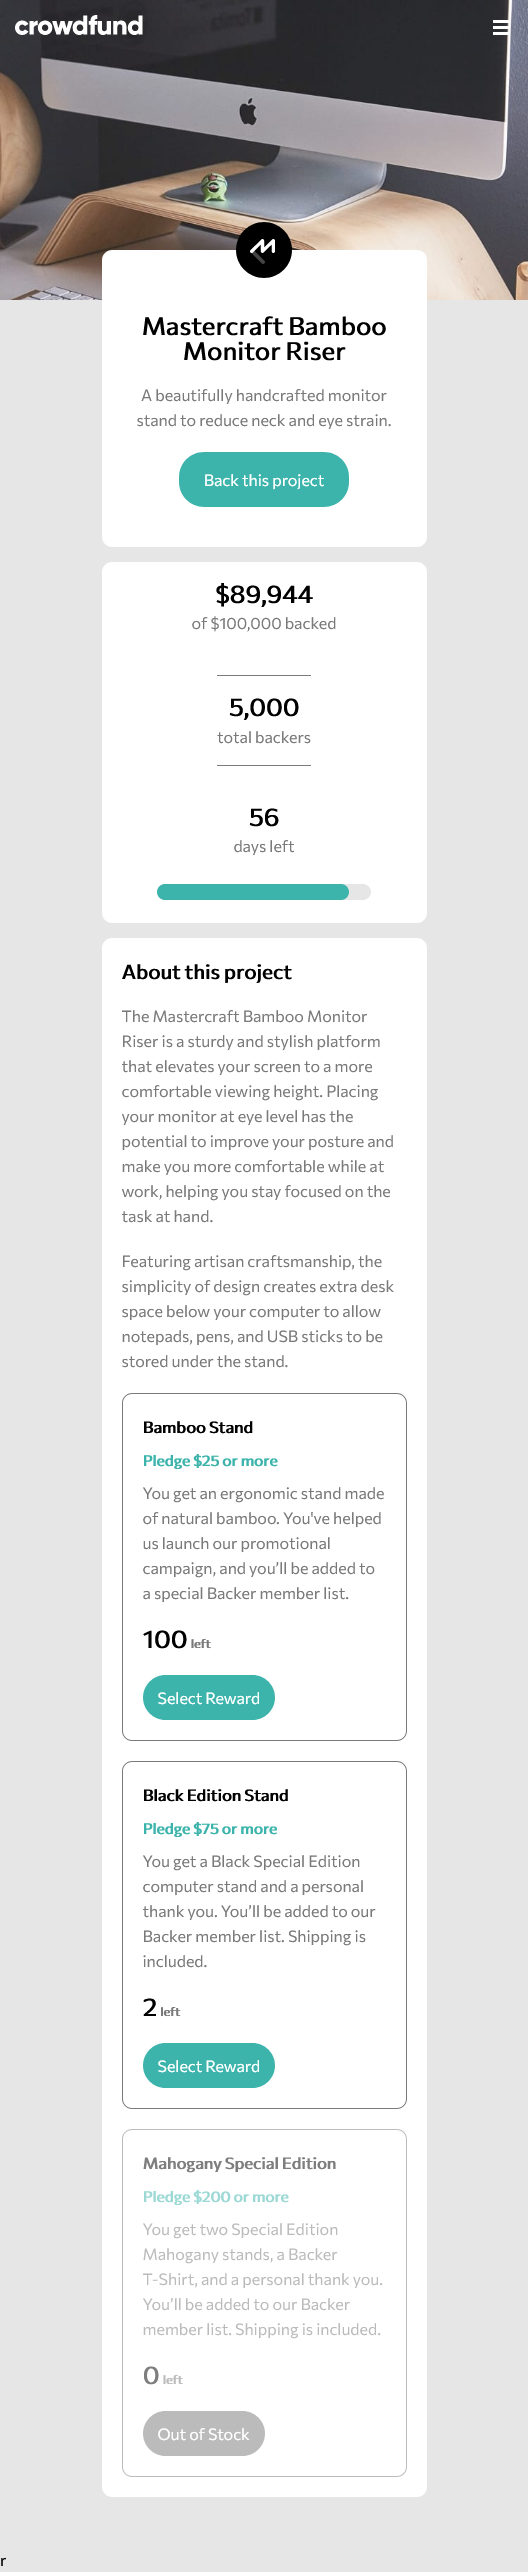 crowdfund
Mastercraft Bamboo
Monitor Riser
A beautifully handcrafted monitor
stand to reduce neck and eye strain.
Back this project
$89,944
of $100,000 backed
5,000
total backers
56
days left
About this project
The Mastercraft Bamboo Monitor
Riser is a sturdy and stylish platform
that elevates your screen to a more
comfortable viewing height. Placing
your monitor at eye level has the
potential to improve your posture and
make you more comfortable while at
work, helping you stay focused on the
task at hand.
Featuring artisan craftsmanship, the
simplicity of design creates extra desk
space below your computer to allow
notepads, pens, and USB sticks to be
stored under the stand.
Bamboo Stand
Pledge $25 or more
You get an ergonomic stand made
of natural bamboo. You've helped
us launch our promotional
campaign, and you’ll be added to
a special Backer member list.
100 left
Select Reward
Black Edition Stand
Pledge $75 or more
You get a Black Special Edition
computer stand and a personal
thank you. You’ll be added to our
Backer member list. Shipping is
included.
2 left
Select Reward
Mahogany Special Edition
Pledge $200 or more
You get two Special Edition
Mahogany stands, a Backer
T-Shirt, and a personal thank you.
You’ll be added to our Backer
member list. Shipping is included.
0 left
Out of Stock
r